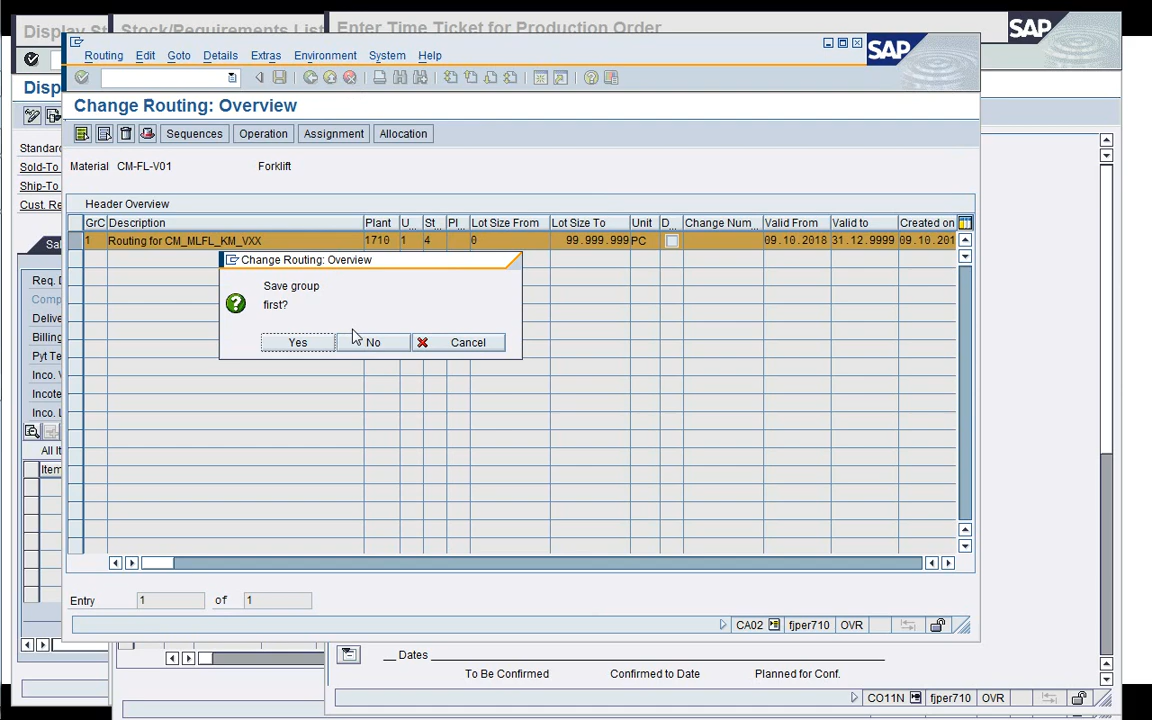 Display St
Stock/Requirements List
Enter Time Ticket for Production Order
SAP
Routing Edit Goto Details Extras Environment System Help
SAP
Disp
Change Routing: Overview
Sequences Operation Assignment Allocation
Standard
Sold-To
Ship-To
Cust. Re
Material CM-FL-V01 Forklift
Header Overview
GrC Description Plant U... St... Pl... Lot Size From Lot Size To Unit D... Change Num... Valid From Valid to Created on
1 Routing for CM_MLFL_KM_VXX 1710 1 4 0 99.999.999 PC 09.10.2018 31.12.9999 09.10.201
Sal
Change Routing: Overview
Save group
first?
Yes No Cancel
Req. D
Comp
Delive
Billing
Pyt Te
Inco. V
Incote
Inco. L
All It
Item
Entry 1 of 1
CA02 fjper710 OVR
Dates
To Be Confirmed Confirmed to Date Planned for Conf.
CO11N fjper710 OVR